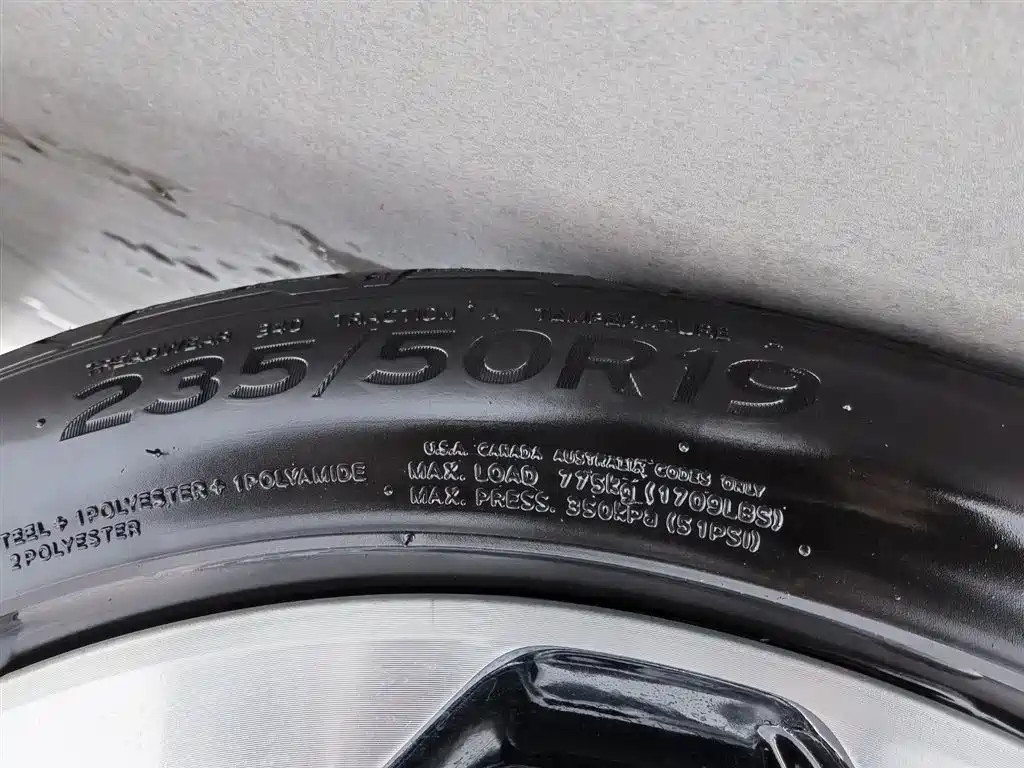 TREADWEAR 320 TRACTION A TEMPERATURE A
235/50R19
U.S.A. CANADA AUSTRALIA CODES ONLY
MAX. LOAD 775kg (1709LBS)
MAX. PRESS. 350kPa (51PSI)
TEEL + 1POLYESTER + 1POLYAMIDE
2POLYESTER